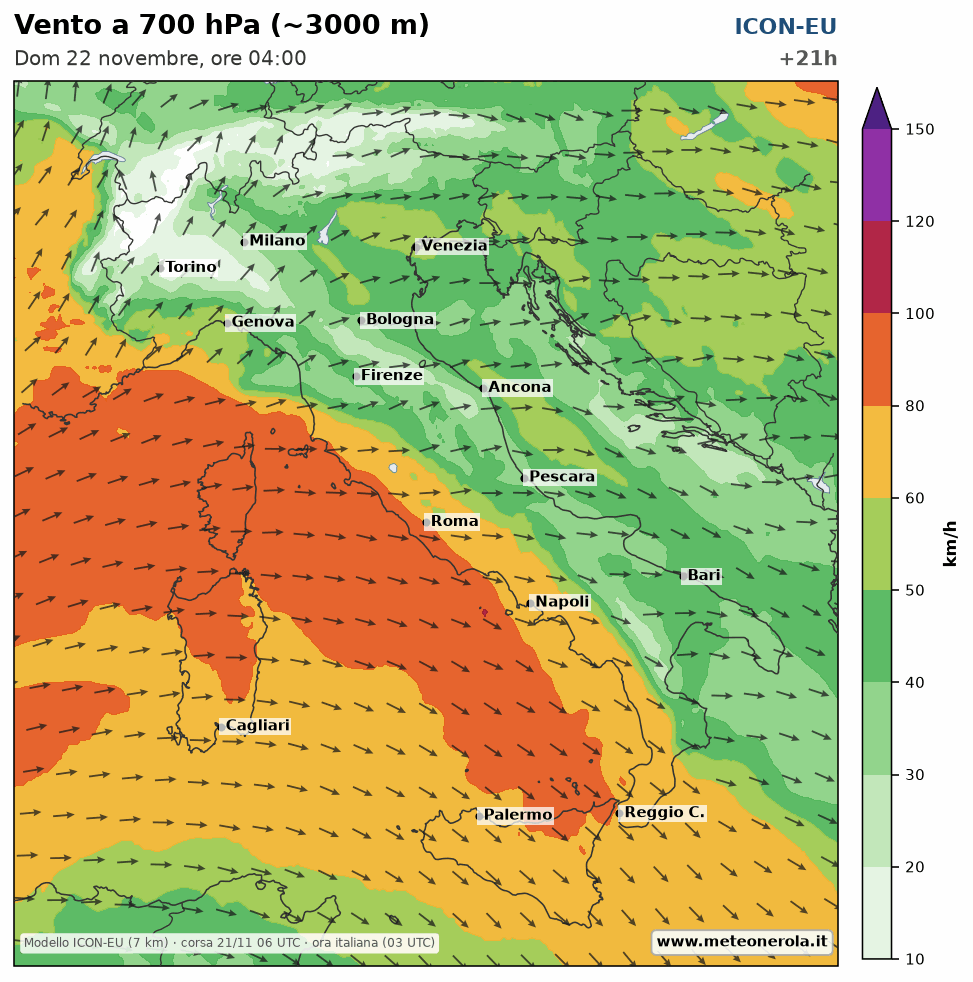 Vento a 700 hPa (~3000 m)
ICON-EU
Dom 22 novembre, ore 04:00
+21h
Milano
Venezia
Torino
Genova
Bologna
Firenze
Ancona
Pescara
Roma
Bari
Napoli
Cagliari
Palermo
Reggio C.
150
120
100
80
60
50
40
30
20
10
km/h
Modello ICON-EU (7 km) · corsa 21/11 06 UTC · ora italiana (03 UTC)
www.meteonerola.it